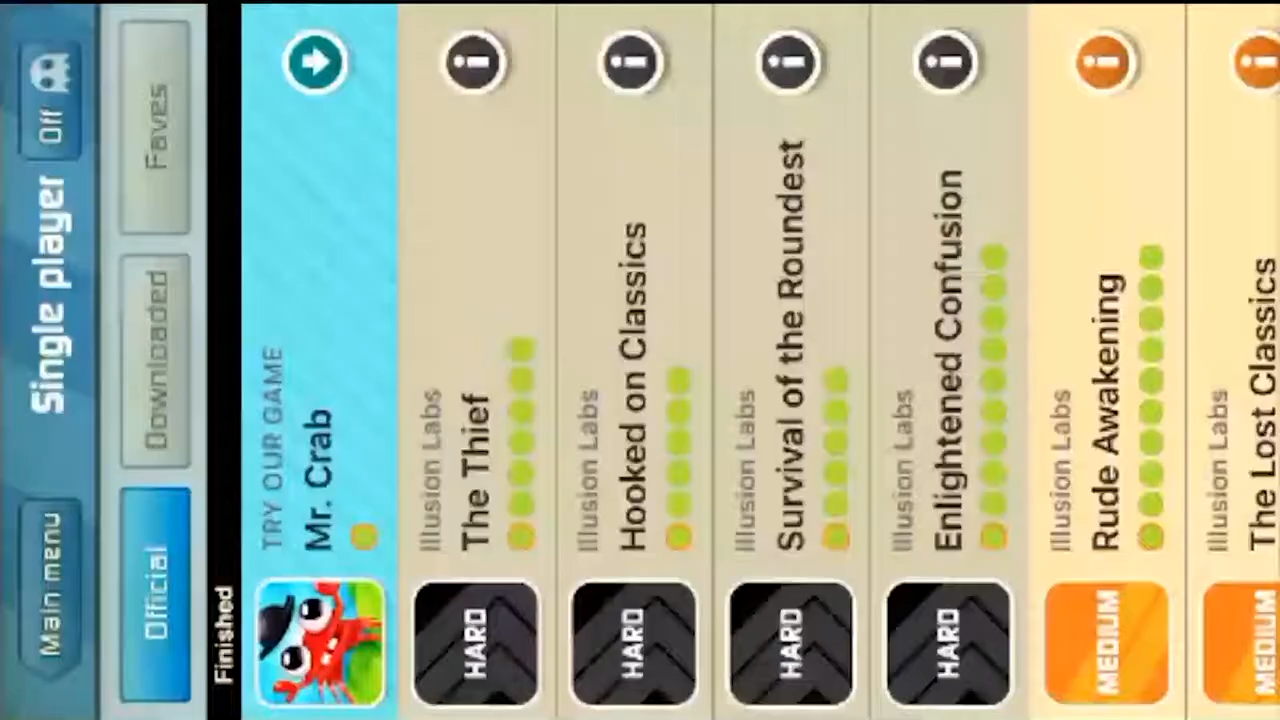 Main menu
Single player
Off
Official
Downloaded
Faves
Finished
TRY OUR GAME
Mr. Crab
Illusion Labs
The Thief
HARD
Illusion Labs
Hooked on Classics
HARD
Illusion Labs
Survival of the Roundest
HARD
Illusion Labs
Enlightened Confusion
HARD
Illusion Labs
Rude Awakening
MEDIUM
Illusion Labs
The Lost Classics
MEDIUM